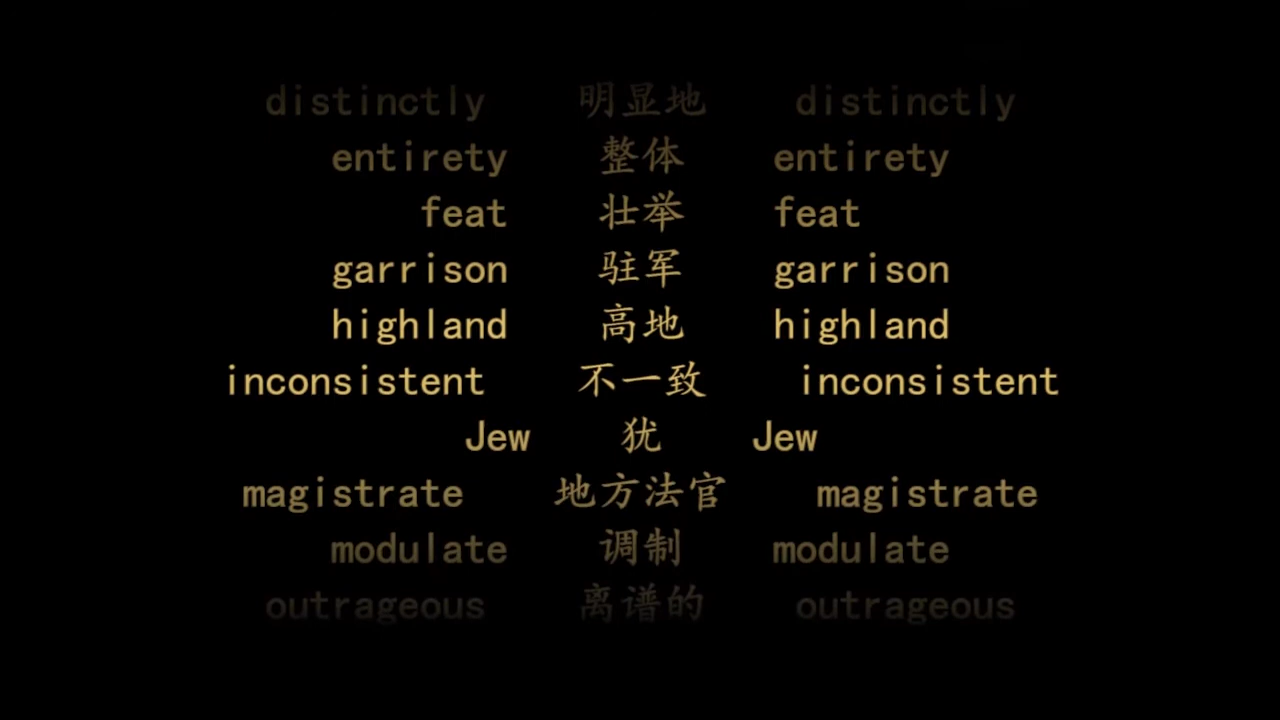 distinctly 明显地 distinctly
entirety 整体 entirety
feat 壮举 feat
garrison 驻军 garrison
highland 高地 highland
inconsistent 不一致 inconsistent
Jew 犹 Jew
magistrate 地方法官 magistrate
modulate 调制 modulate
outrageous 离谱的 outrageous